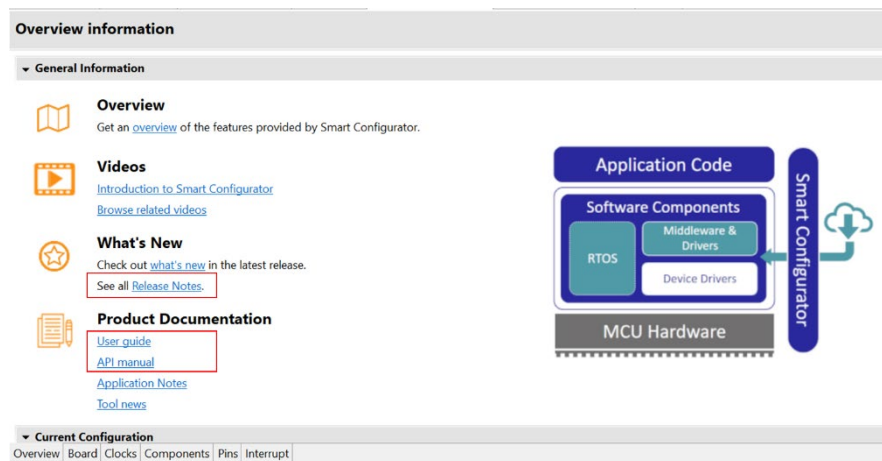 Overview information
General Information
Overview
Get an overview of the features provided by Smart Configurator.
Videos
Introduction to Smart Configurator
Browse related videos
What's New
Check out what's new in the latest release.
See all Release Notes.
Product Documentation
User guide
API manual
Application Notes
Tool news
Application Code
Software Components
RTOS
Middleware &
Drivers
Device Drivers
MCU Hardware
Smart Configurator
Current Configuration
Overview Board Clocks Components Pins Interrupt